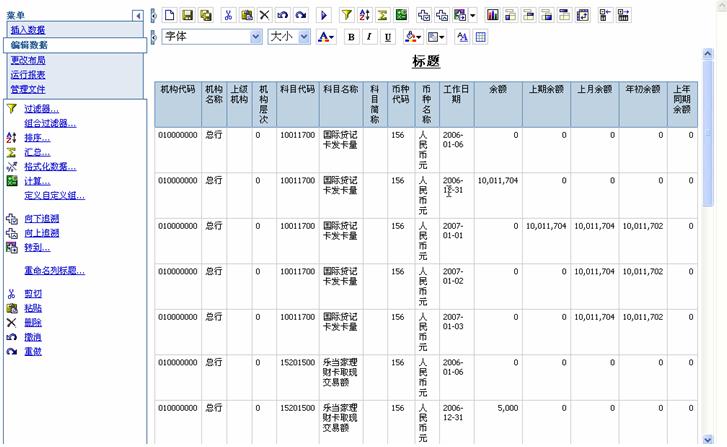 菜单
插入数据
编辑数据
更改布局
运行报表
管理文件
过滤器...
组合过滤器...
排序...
汇总...
格式化数据...
计算...
定义自定义组...
向下追溯
向上追溯
转到...
重命名列标题...
剪切
粘贴
删除
撤消
重做
字体 大小 A B I U
标题
机构代码 机构名称 上级机构 机构层次 科目代码 科目名称 科目简称 币种代码 币种名称 工作日期 余额 上期余额 上月余额 年初余额 上年同期余额
010000000 总行 0 10011700 国际贷记卡发卡量 156 人民币元 2006-01-06 0 0 0 0 0
010000000 总行 0 10011700 国际贷记卡发卡量 156 人民币元 2006-12-31 10,011,704 0 0 0 0
010000000 总行 0 10011700 国际贷记卡发卡量 156 人民币元 2007-01-01 0 10,011,704 10,011,704 10,011,702 0
010000000 总行 0 10011700 国际贷记卡发卡量 156 人民币元 2007-01-02 0 0 10,011,704 10,011,702 0
010000000 总行 0 10011700 国际贷记卡发卡量 156 人民币元 2007-01-03 0 0 10,011,704 10,011,702 0
010000000 总行 0 15201500 乐当家理财卡取现交易额 156 人民币元 2006-01-06 0 0 0 0 0
010000000 总行 0 15201500 乐当家理财卡取现交易额 156 人民币元 2006-12-31 5,000 0 0 0 0